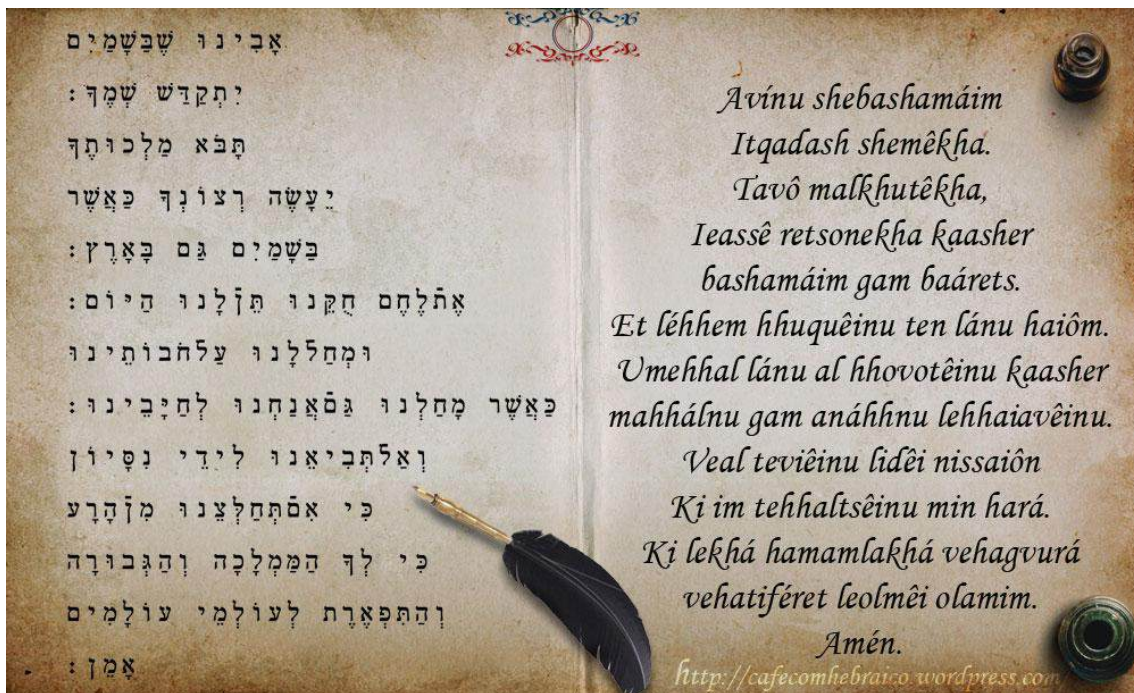 אָבִינוּ שֶׁבַּשָּׁמַיִם
יִתְקַדַּשׁ שְׁמֶךָ:
תָּבֹא מַלְכוּתֶךָ
יֵעָשֶׂה רְצוֹנְךָ כַּאֲשֶׁר
בַּשָּׁמַיִם גַּם בָּאָרֶץ:
אֶת־לֶחֶם חֻקֵּנוּ תֵּן־לָנוּ הַיּוֹם:
וּמְחַל־לָנוּ עַל־חֹבוֹתֵינוּ
כַּאֲשֶׁר מָחַלְנוּ גַּם־אֲנַחְנוּ לְחַיָּבֵינוּ:
וְאַל־תְּבִיאֵנוּ לִידֵי נִסָּיוֹן
כִּי אִם־תְּחַלְּצֵנוּ מִן־הָרָע
כִּי לְךָ הַמַּמְלָכָה וְהַגְּבוּרָה
וְהַתִּפְאֶרֶת לְעוֹלְמֵי עוֹלָמִים
אָמֵן:
Avínu shebashamáim
Itqadash shemêkha.
Tavô malkhutêkha,
Ieassê retsonekha kaasher
bashamáim gam baárets.
Et léhhem hhuquêinu ten lánu haiôm.
Umehhal lánu al hhovotêinu kaasher
mahhálnu gam anáhhnu lehhaiavêinu.
Veal teviêinu lidêi nissaiôn
Ki im tehhaltsêinu min hará.
Ki lekhá hamamlakhá vehagvurá
vehatiféret leolmêi olamim.
Amén.
http://cafecomhebraico.wordpress.com/